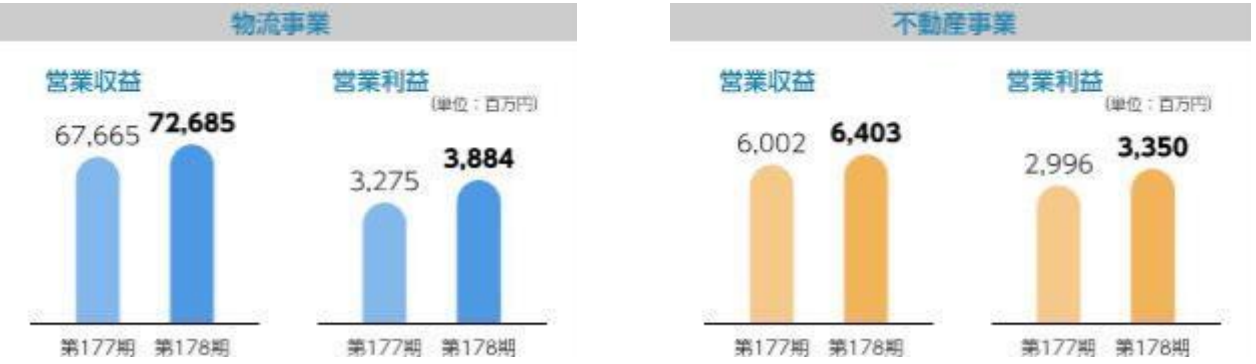 物流事業
営業収益
67,665 72,685
第177期 第178期
営業利益
(単位：百万円)
3,275 3,884
第177期 第178期
不動産事業
営業収益
6,002 6,403
第177期 第178期
営業利益
(単位：百万円)
2,996 3,350
第177期 第178期